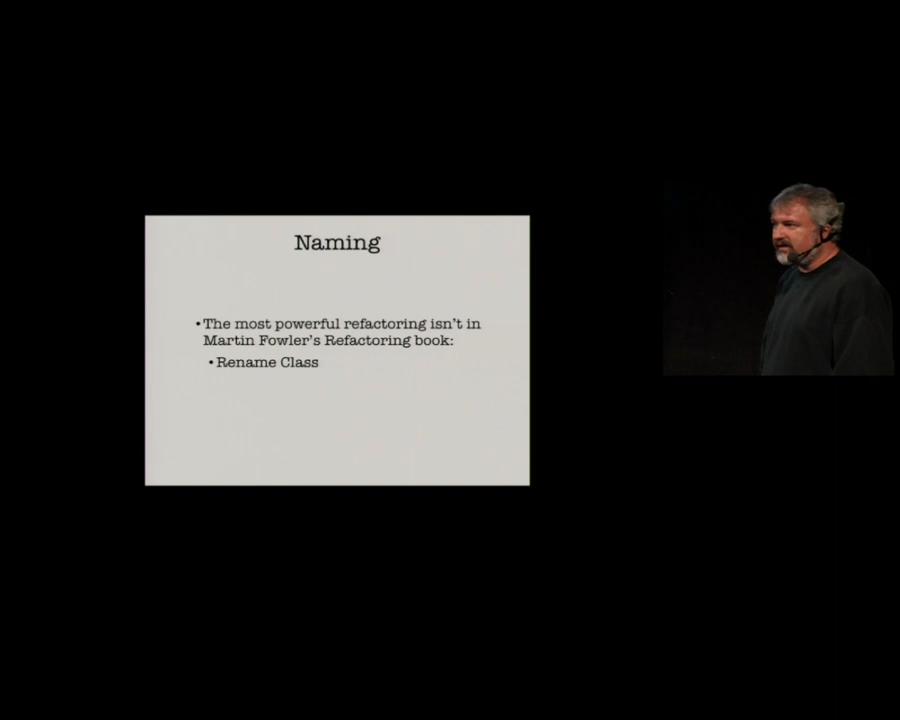 Naming
•The most powerful refactoring isn't in
Martin Fowler's Refactoring book:
•Rename Class